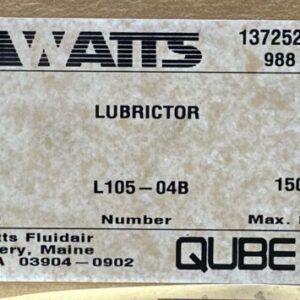 WATTS 137252
988
LUBRICTOR
L105-04B 150
Number Max.
tts Fluidair
ery, Maine
A 03904-0902
QUBE